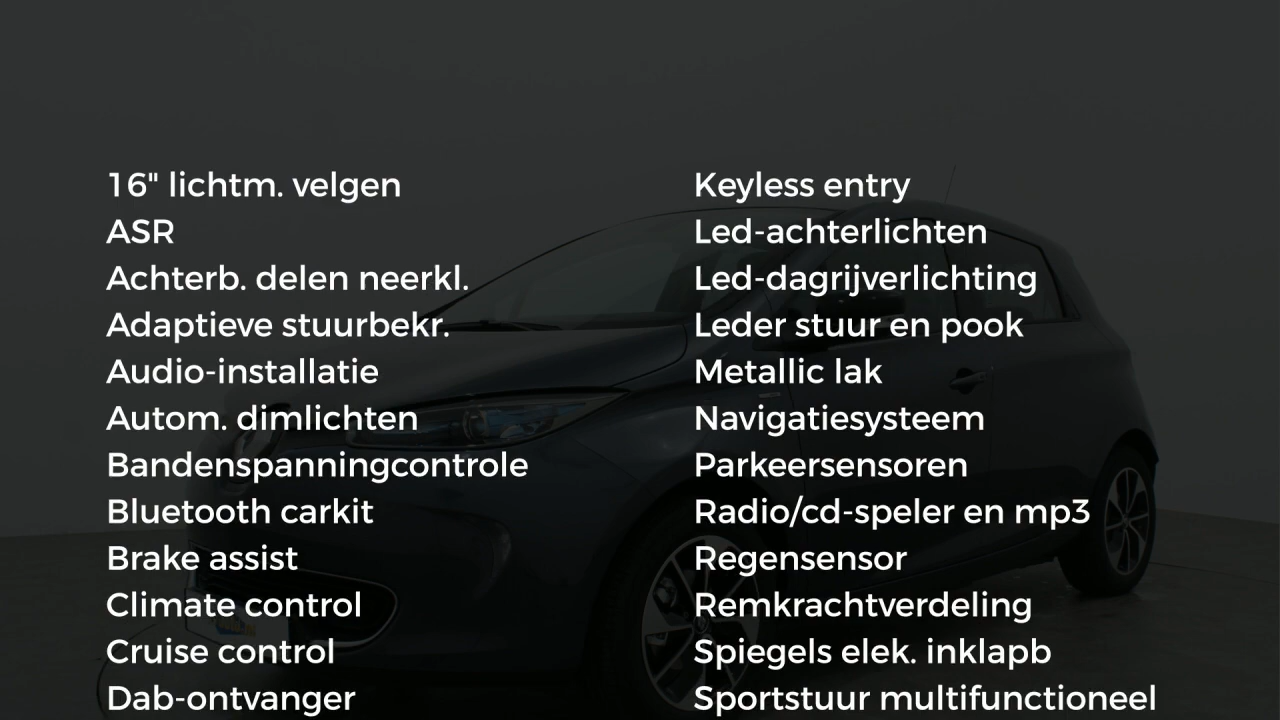 16" lichtm. velgen
ASR
Achterb. delen neerkl.
Adaptieve stuurbekr.
Audio-installatie
Autom. dimlichten
Bandenspanningcontrole
Bluetooth carkit
Brake assist
Climate control
Cruise control
Dab-ontvanger
Keyless entry
Led-achterlichten
Led-dagrijverlichting
Leder stuur en pook
Metallic lak
Navigatiesysteem
Parkeersensoren
Radio/cd-speler en mp3
Regensensor
Remkrachtverdeling
Spiegels elek. inklapb
Sportstuur multifunctioneel